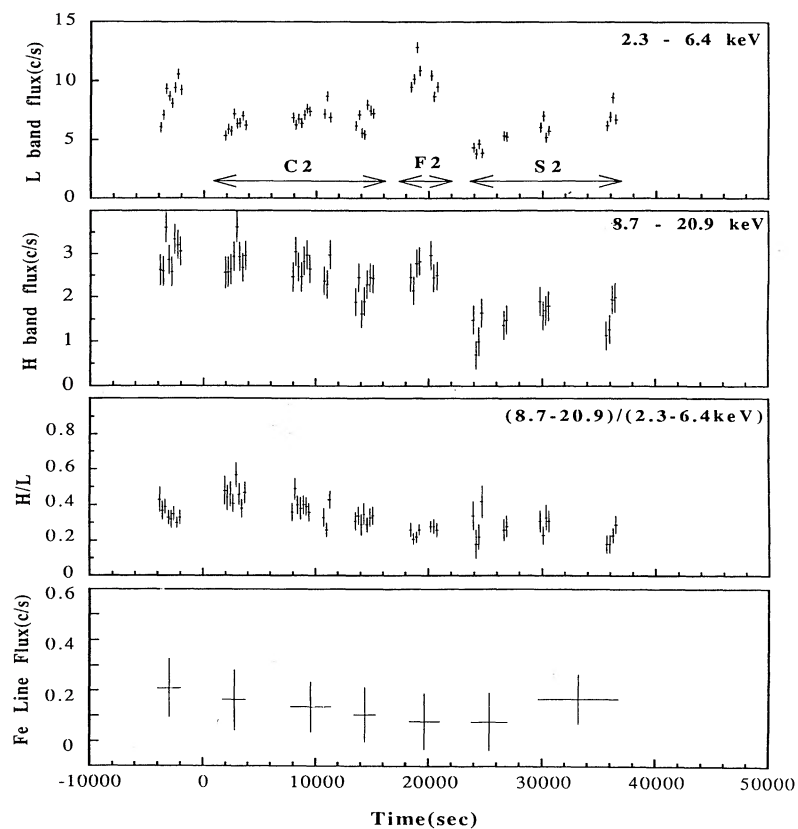 2.3 - 6.4 keV
15
10
5
0
L band flux(c/s)
C2
F2
S2
8.7 - 20.9 keV
3
2
1
0
H band flux(c/s)
(8.7-20.9)/(2.3-6.4keV)
0.8
0.6
0.4
0.2
0
H/L
0.6
0.4
0.2
0
Fe Line Flux(c/s)
-10000 0 10000 20000 30000 40000 50000
Time(sec)